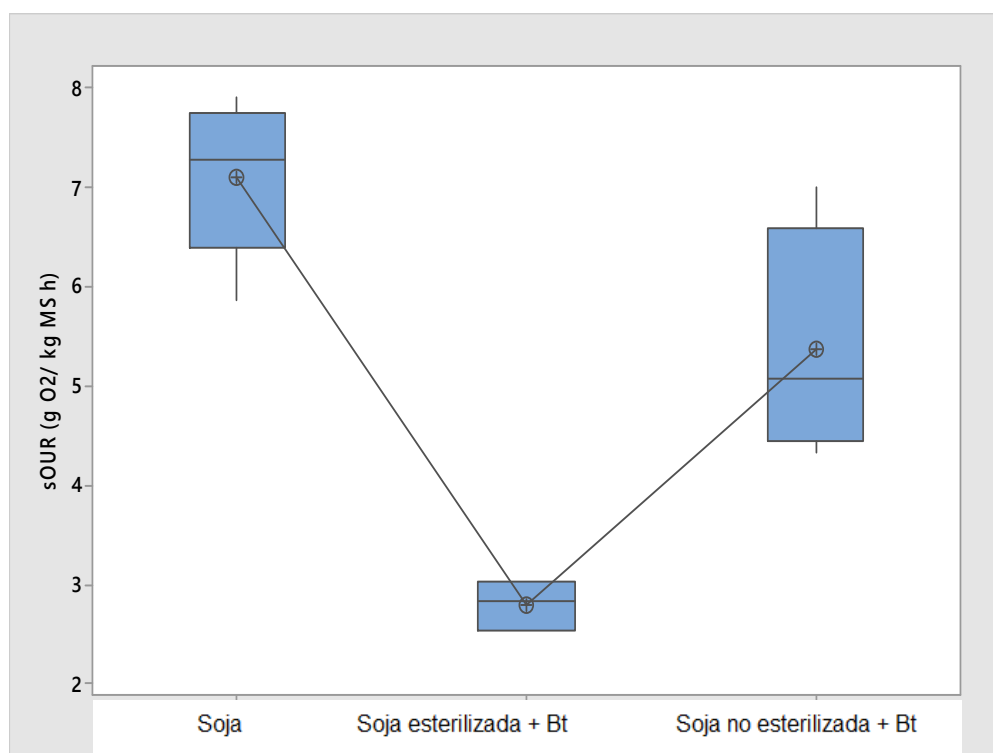 sOUR (g O2/ kg MS h)
8
7
6
5
4
3
2
Soja
Soja esterilizada + Bt
Soja no esterilizada + Bt